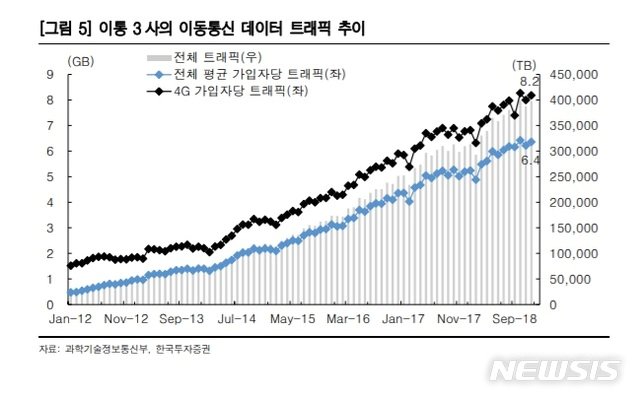 [그림 5] 이통 3사의 이동통신 데이터 트래픽 추이
(GB)
전체 트래픽(우)
(TB)
전체 평균 가입자당 트래픽(좌)
4G 가입자당 트래픽(좌)
9 450,000
8 8.2 400,000
7 350,000
6 6.4 300,000
5 250,000
4 200,000
3 150,000
2 100,000
1 50,000
0 0
Jan-12 Nov-12 Sep-13 Jul-14 May-15 Mar-16 Jan-17 Nov-17 Sep-18
자료: 과학기술정보통신부, 한국투자증권
NEWSIS